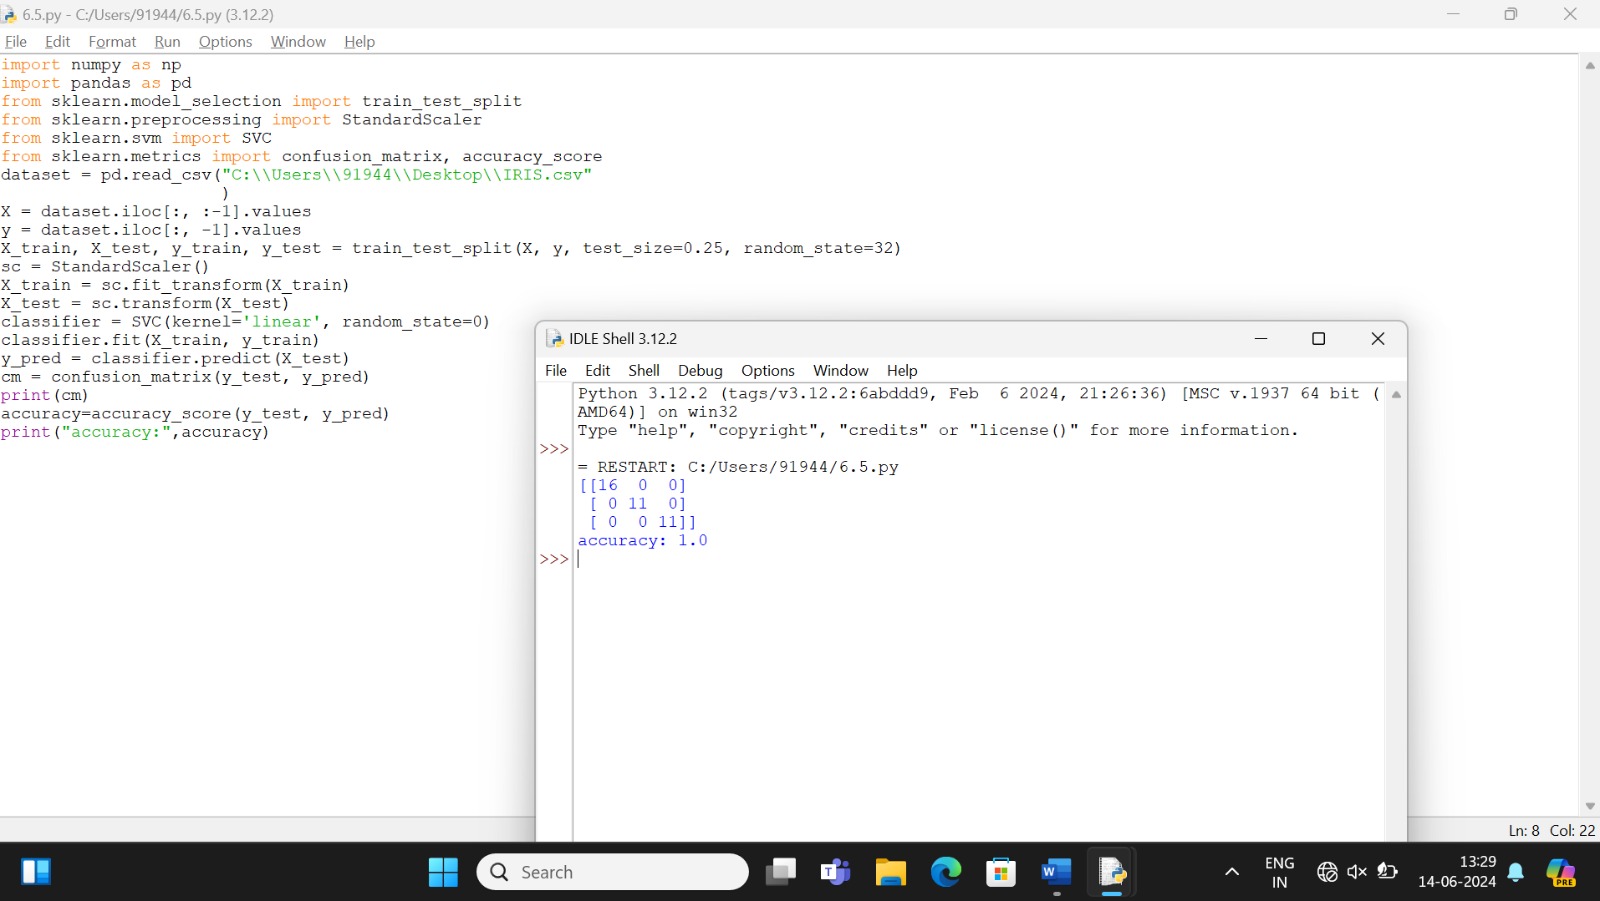 6.5.py - C:/Users/91944/6.5.py (3.12.2)
File Edit Format Run Options Window Help
import numpy as np
import pandas as pd
from sklearn.model_selection import train_test_split
from sklearn.preprocessing import StandardScaler
from sklearn.svm import SVC
from sklearn.metrics import confusion_matrix, accuracy_score
dataset = pd.read_csv("C:\\Users\\91944\\Desktop\\IRIS.csv"
)
X = dataset.iloc[:, :-1].values
y = dataset.iloc[:, -1].values
X_train, X_test, y_train, y_test = train_test_split(X, y, test_size=0.25, random_state=32)
sc = StandardScaler()
X_train = sc.fit_transform(X_train)
X_test = sc.transform(X_test)
classifier = SVC(kernel='linear', random_state=0)
classifier.fit(X_train, y_train)
y_pred = classifier.predict(X_test)
cm = confusion_matrix(y_test, y_pred)
print(cm)
accuracy=accuracy_score(y_test, y_pred)
print("accuracy:",accuracy)
IDLE Shell 3.12.2
File Edit Shell Debug Options Window Help
Python 3.12.2 (tags/v3.12.2:6abddd9, Feb  6 2024, 21:26:36) [MSC v.1937 64 bit (
AMD64)] on win32
Type "help", "copyright", "credits" or "license()" for more information.
>>>
= RESTART: C:/Users/91944/6.5.py
[[16  0  0]
 [ 0 11  0]
 [ 0  0 11]]
accuracy: 1.0
>>>
Ln: 8 Col: 22
Search
T
W
ENG
IN
13:29
14-06-2024
PRE